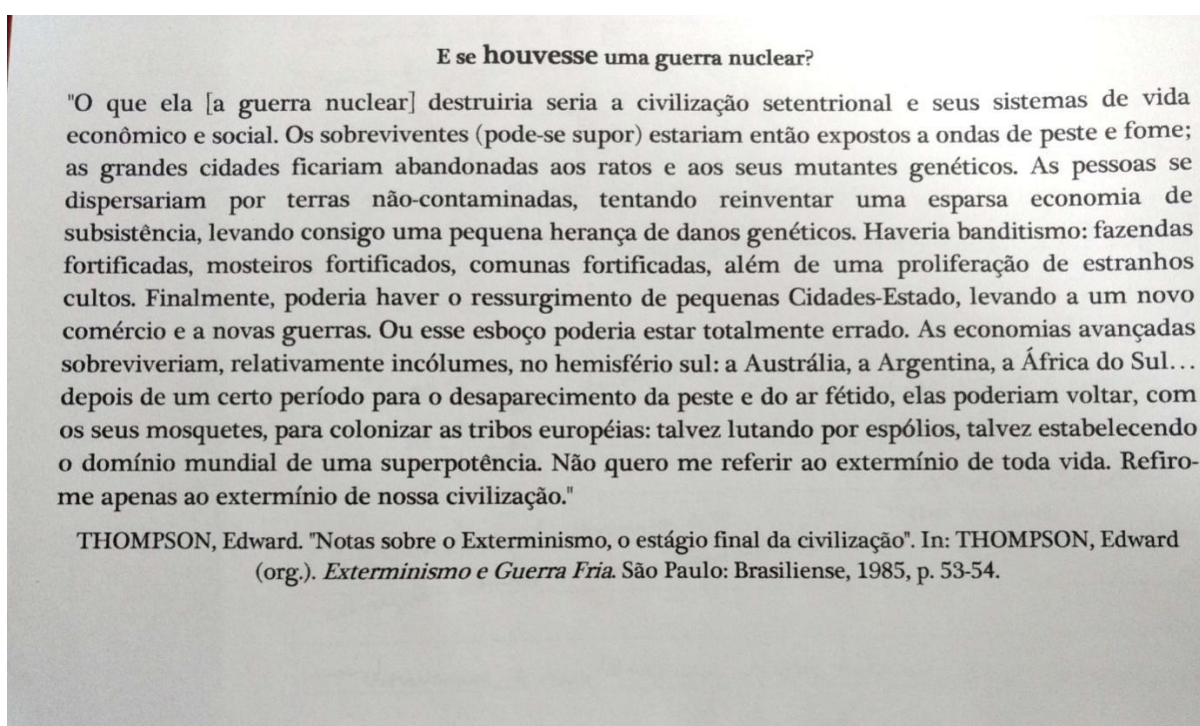 E se houvesse uma guerra nuclear?
"O que ela [a guerra nuclear] destruiria seria a civilização setentrional e seus sistemas de vida
econômico e social. Os sobreviventes (pode-se supor) estariam então expostos a ondas de peste e fome;
as grandes cidades ficariam abandonadas aos ratos e aos seus mutantes genéticos. As pessoas se
dispersariam por terras não-contaminadas, tentando reinventar uma esparsa economia de
subsistência, levando consigo uma pequena herança de danos genéticos. Haveria banditismo: fazendas
fortificadas, mosteiros fortificados, comunas fortificadas, além de uma proliferação de estranhos
cultos. Finalmente, poderia haver o ressurgimento de pequenas Cidades-Estado, levando a um novo
comércio e a novas guerras. Ou esse esboço poderia estar totalmente errado. As economias avançadas
sobreviveriam, relativamente incólumes, no hemisfério sul: a Austrália, a Argentina, a África do Sul...
depois de um certo período para o desaparecimento da peste e do ar fétido, elas poderiam voltar, com
os seus mosquetes, para colonizar as tribos européias: talvez lutando por espólios, talvez estabelecendo
o domínio mundial de uma superpotência. Não quero me referir ao extermínio de toda vida. Refiro-
me apenas ao extermínio de nossa civilização."
THOMPSON, Edward. "Notas sobre o Exterminismo, o estágio final da civilização". In: THOMPSON, Edward
(org.). Exterminismo e Guerra Fria. São Paulo: Brasiliense, 1985, p. 53-54.